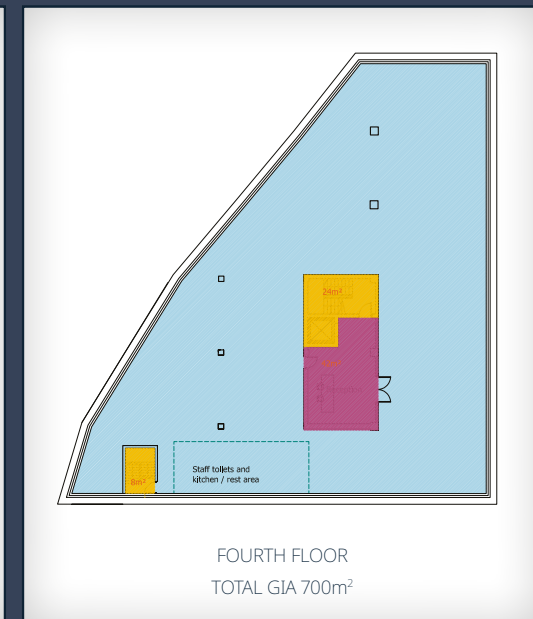 24m²
Staff toilets and
kitchen / rest area
8m²
FOURTH FLOOR
TOTAL GIA 700m²